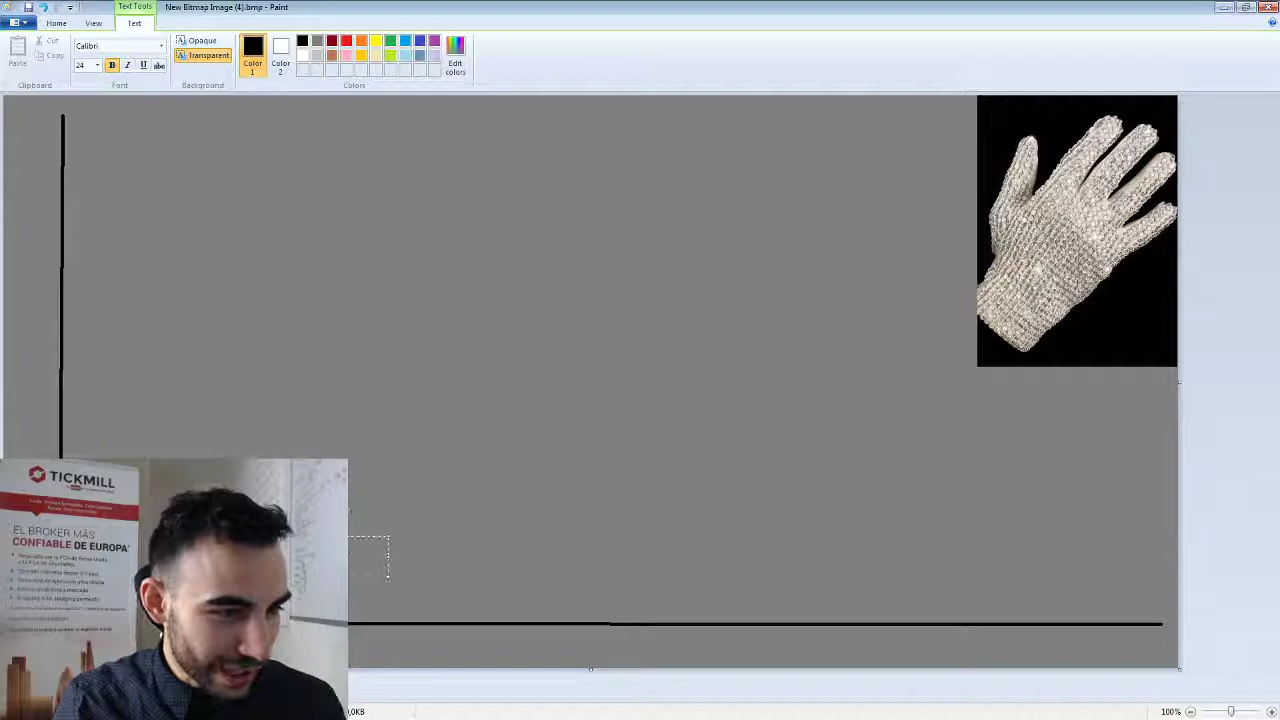 Text Tools
New Bitmap Image (4).bmp - Paint
Home
View
Text
Paste
Cut
Copy
Clipboard
Calibri
24
B
I
U
abc
Font
Opaque
Transparent
Background
Color
1
Color
2
Edit
colors
Colors
TICKMILL
EL BROKER MÁS
CONFIABLE DE EUROPA*
100%